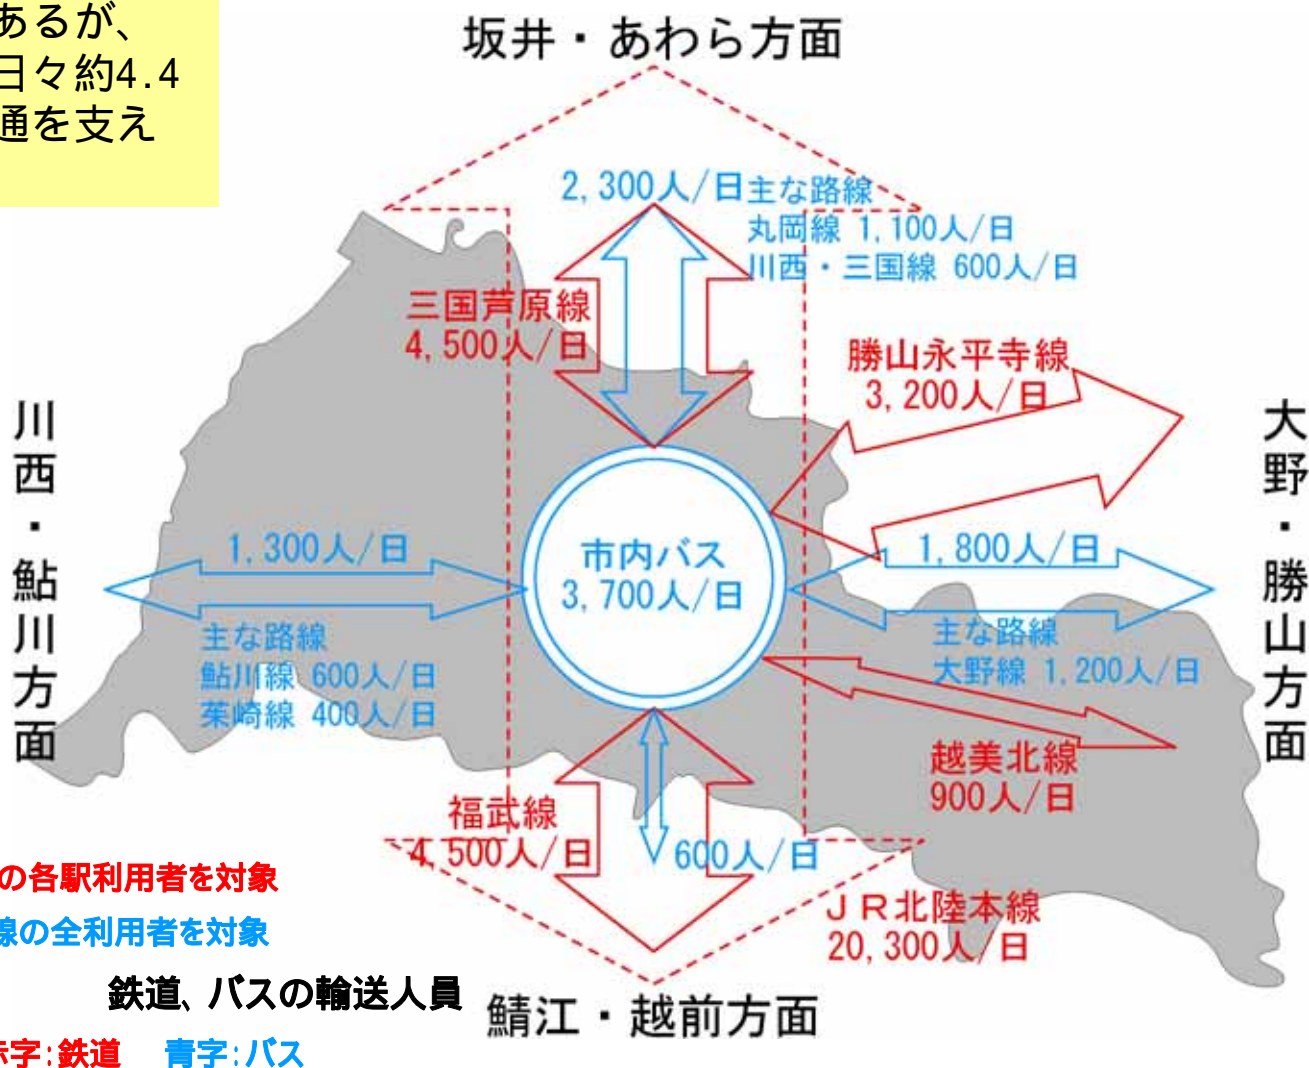 あるが、
日々約4.4
通を支え
坂井・あわら方面
2,300人/日
主な路線
丸岡線 1,100人/日
川西・三国線 600人/日
三国芦原線
4,500人/日
勝山永平寺線
3,200人/日
川西・鮎川方面
大野・勝山方面
1,300人/日
主な路線
鮎川線 600人/日
茱崎線 400人/日
市内バス
3,700人/日
1,800人/日
主な路線
大野線 1,200人/日
越美北線
900人/日
福武線
4,500人/日
600人/日
JR北陸本線
20,300人/日
の各駅利用者を対象
線の全利用者を対象
鉄道、バスの輸送人員
鯖江・越前方面
赤字:鉄道 青字:バス